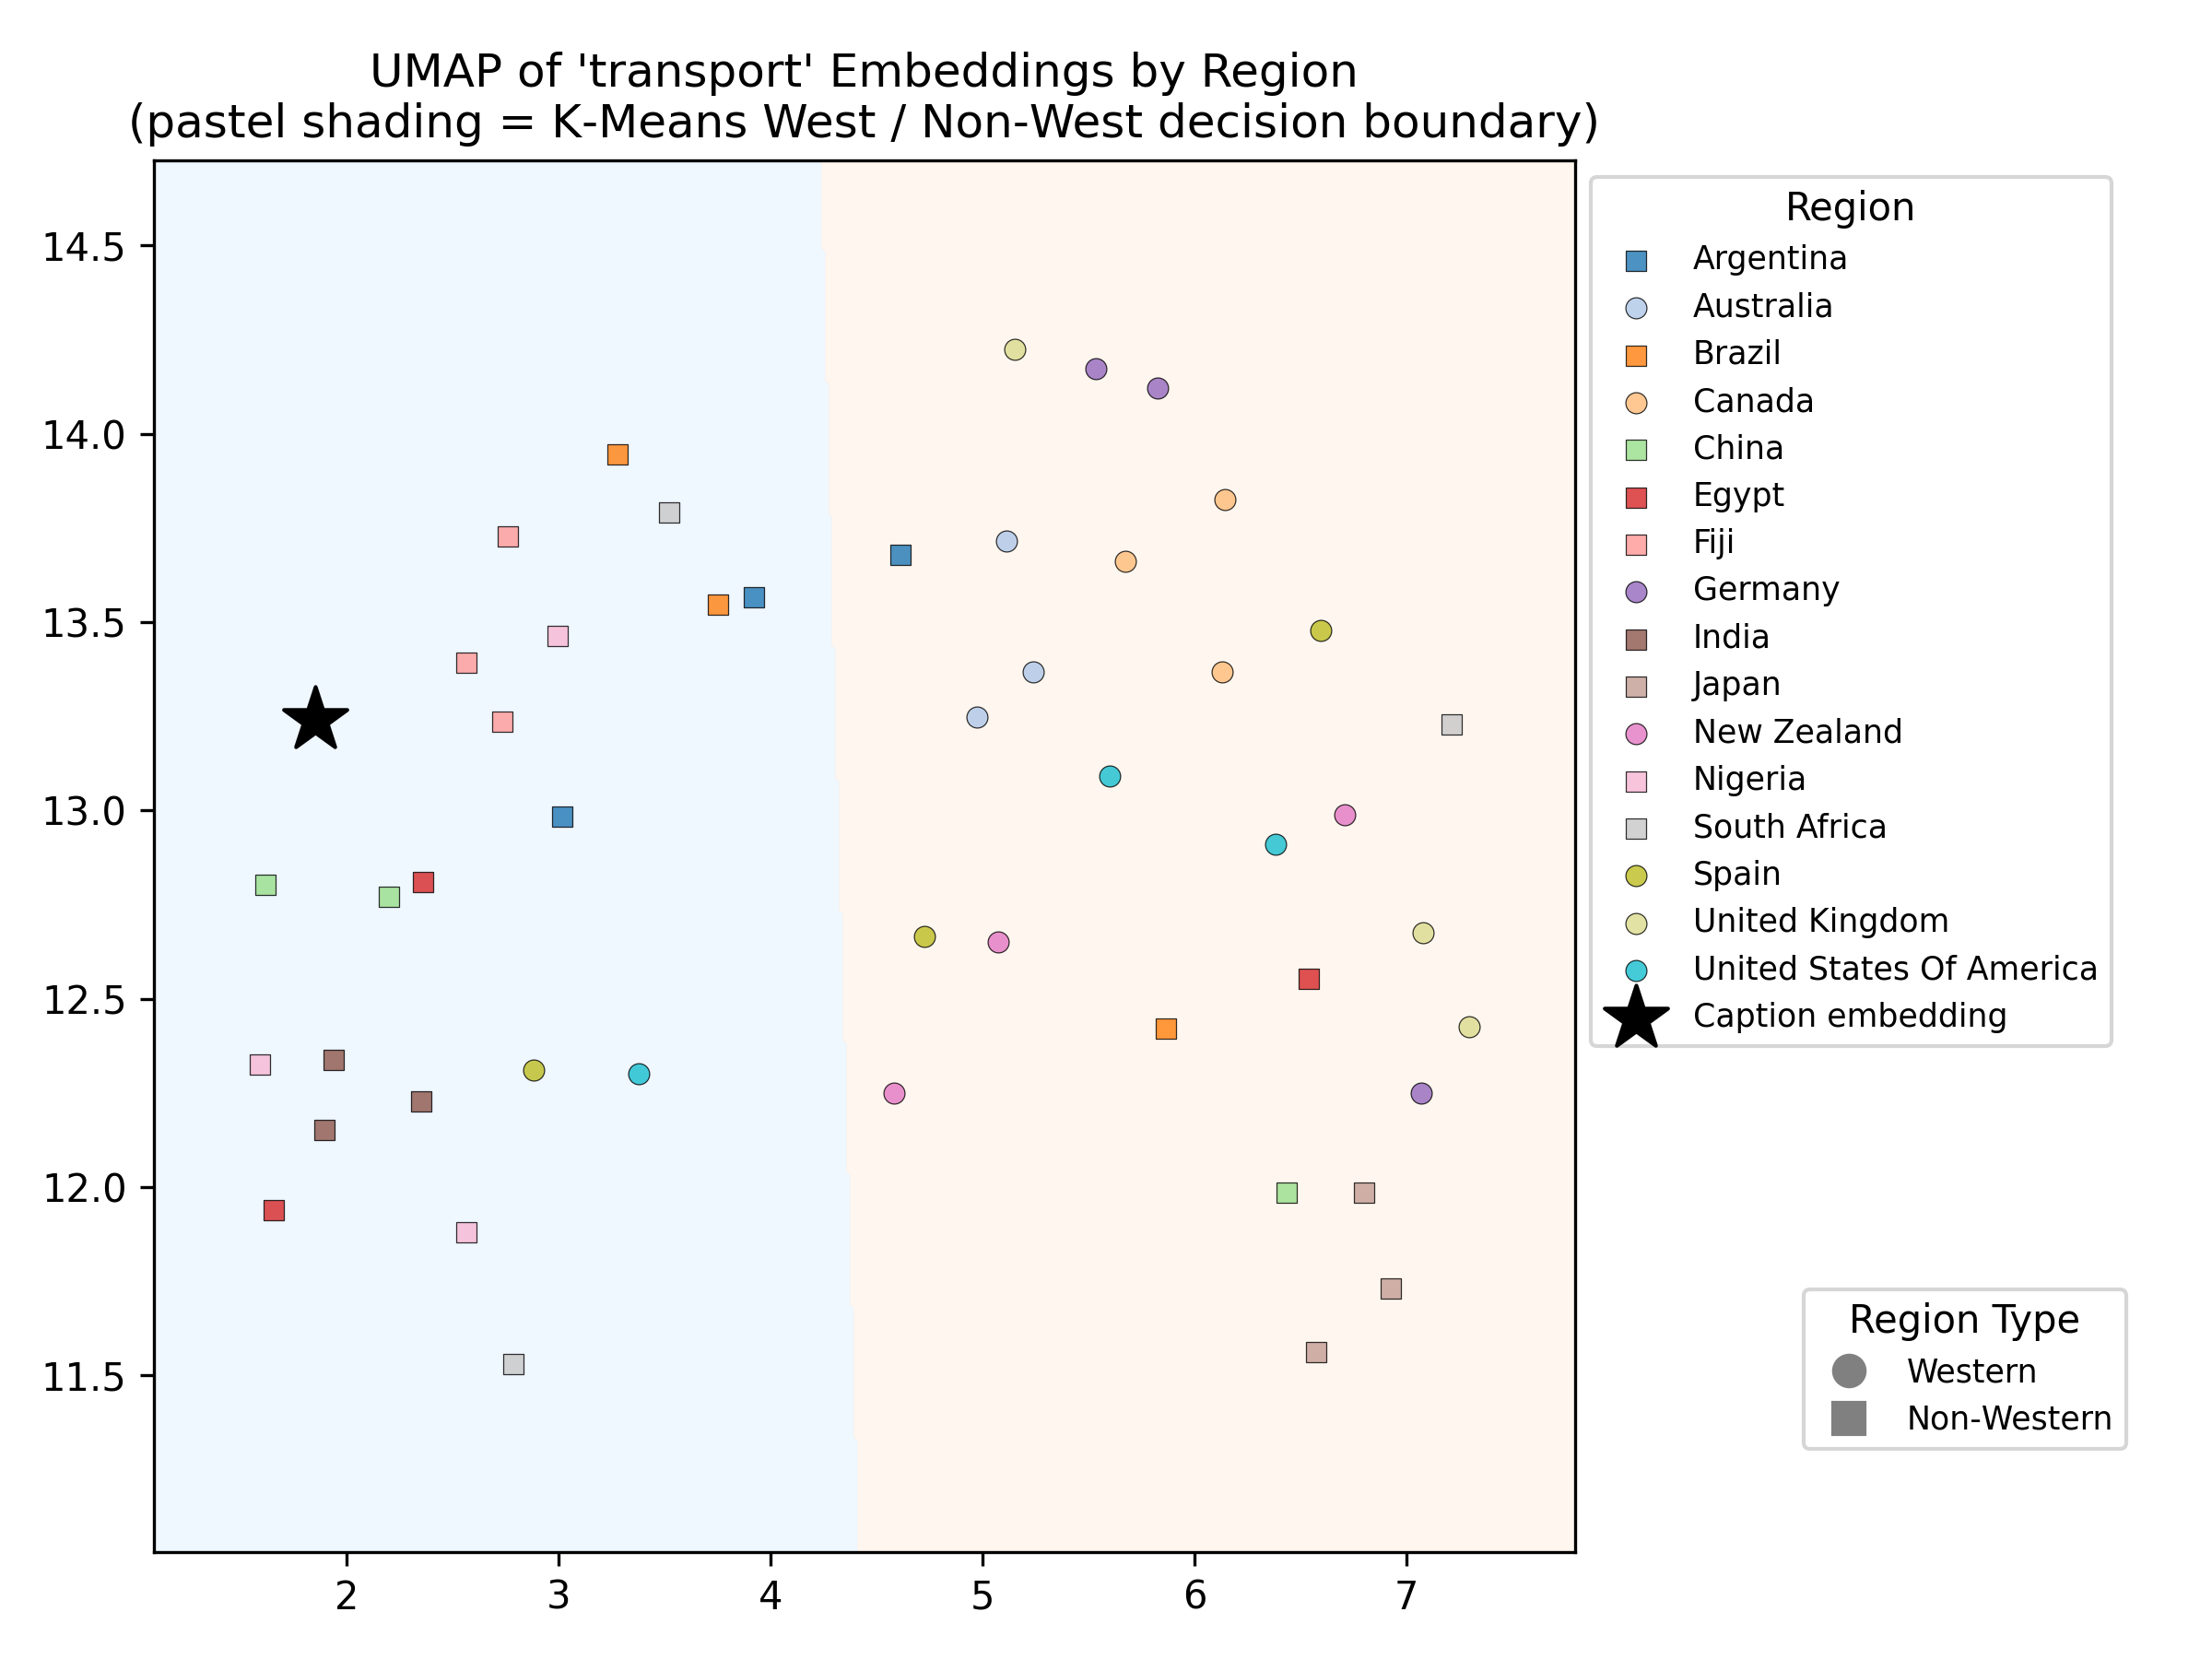 UMAP of 'transport' Embeddings by Region
(pastel shading = K-Means West / Non-West decision boundary)
14.5
14.0
13.5
13.0
12.5
12.0
11.5
2
3
4
5
6
7
Region
Argentina
Australia
Brazil
Canada
China
Egypt
Fiji
Germany
India
Japan
New Zealand
Nigeria
South Africa
Spain
United Kingdom
United States Of America
Caption embedding
Region Type
Western
Non-Western